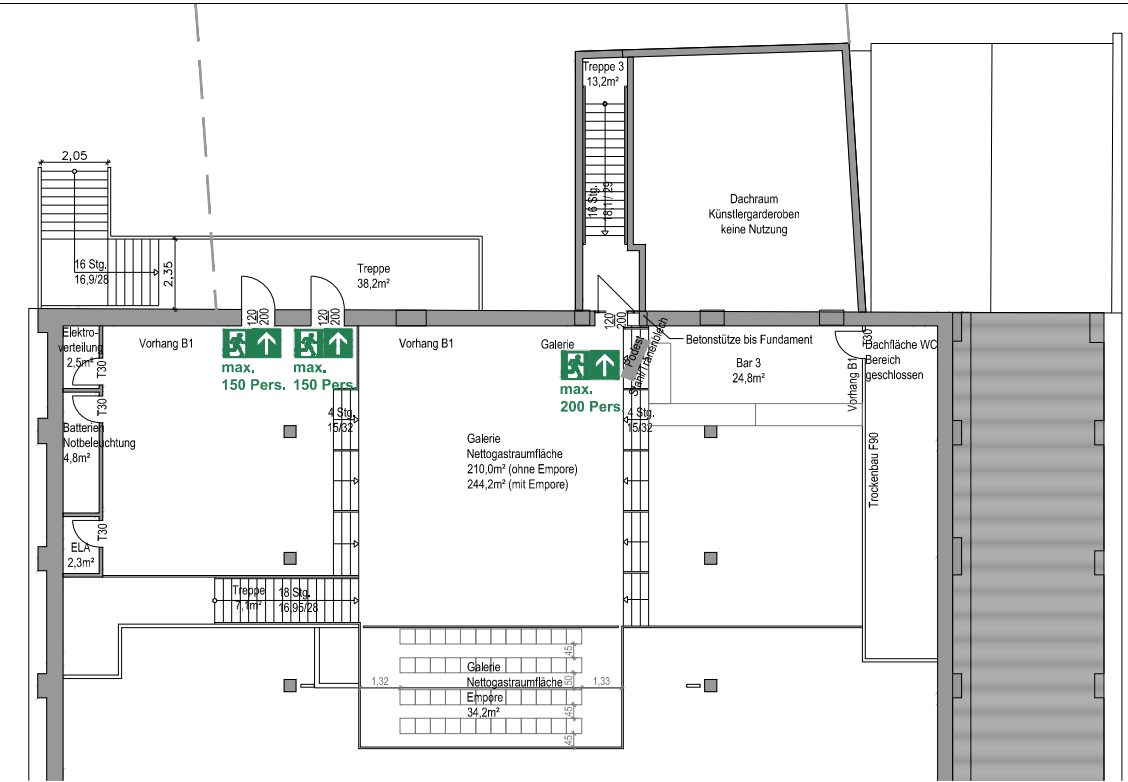 Treppe 3
13,2m²
16 Stg.
18,1 / 29
Dachraum
Künstlergarderoben
keine Nutzung
2,05
16 Stg.
16,9/28
2,35
Treppe
38,2m²
120
200
120
200
120
200
Elektro-
verteilung
2,5m²
T30
Vorhang B1
max.
150 Pers.
max.
150 Pers.
Vorhang B1
Galerie
max.
200 Pers.
Podest
Stahl/Tränenblech
Betonstütze bis Fundament
Bar 3
24,8m²
T30
Dachfläche WC
Bereich
geschlossen
Vorhang B1
Trockenbau F90
T30
Batterien
Notbeleuchtung
4,8m²
4 Stg.
15/32
4 Stg.
15/32
Galerie
Nettogastraumfläche
210,0m² (ohne Empore)
244,2m² (mit Empore)
T30
ELA
2,3m²
Treppe
7,1m²
18 Stg.
16,95/28
Galerie
Nettogastraumfläche
Empore
34,2m²
1,32
1,33
45
50
45
45